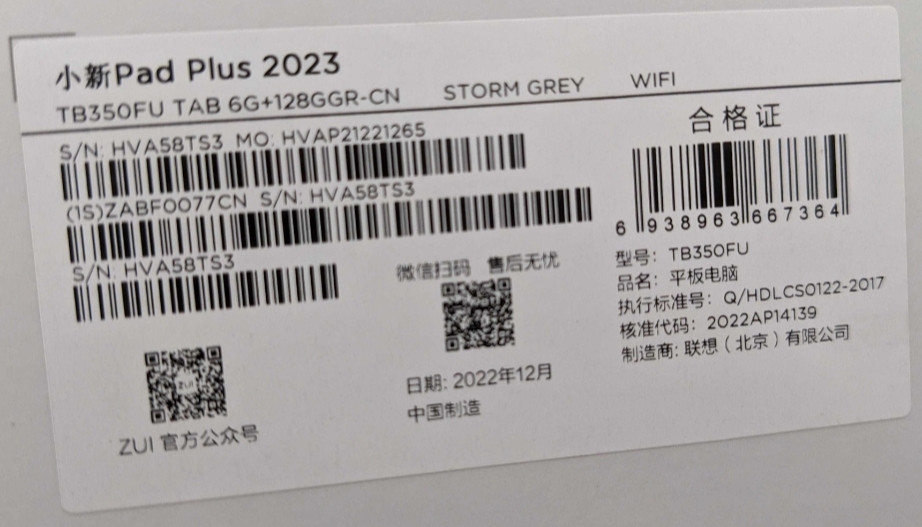 小新Pad Plus 2023
TB350FU TAB 6G+128GGR-CN STORM GREY WIFI
S/N: HVA58TS3 MO: HVAP21221265
(1S)ZABF0077CN S/N: HVA58TS3
S/N: HVA58TS3
微信扫码 售后无忧
ZUI
ZUI 官方公众号
日期: 2022年12月
中国制造
合格证
6 938963 667364
型号: TB350FU
品名: 平板电脑
执行标准号: Q/HDLCS0122-2017
核准代码: 2022AP14139
制造商: 联想（北京）有限公司